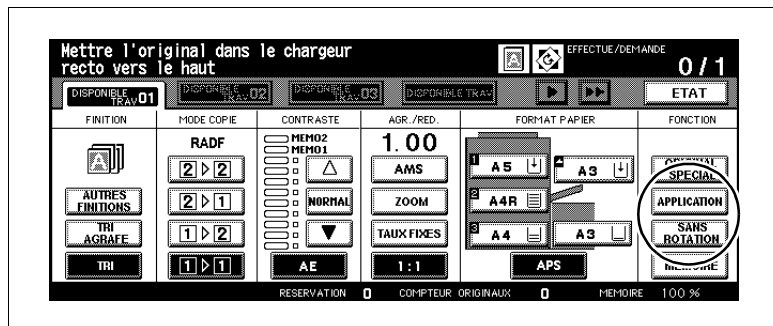 Mettre l'original dans le chargeur
recto vers le haut
EFFECTUE/DEMANDE
0/1
DISPONIBLE TRAV 01
DISPONIBLE TRAV 02
DISPONIBLE TRAV 03
DISPONIBLE TRAV
ETAT
FINITION
MODE COPIE
CONTRASTE
AGR./RED.
FORMAT PAPIER
FONCTION
A
AUTRES
FINITIONS
TRI
AGRAFE
TRI
RADF
2 ▷ 2
2 ▷ 1
1 ▷ 2
1 ▷ 1
MEMO2
MEMO1
NORMAL
AE
1.00
AMS
ZOOM
TAUX FIXES
1:1
1 A5
A3
2 A4R
3 A4
A3
APS
ORIGINAL
SPECIAL
APPLICATION
SANS
ROTATION
MEMOIRE
RESERVATION 0 COMPTEUR ORIGINAUX 0 MEMOIRE 100 %